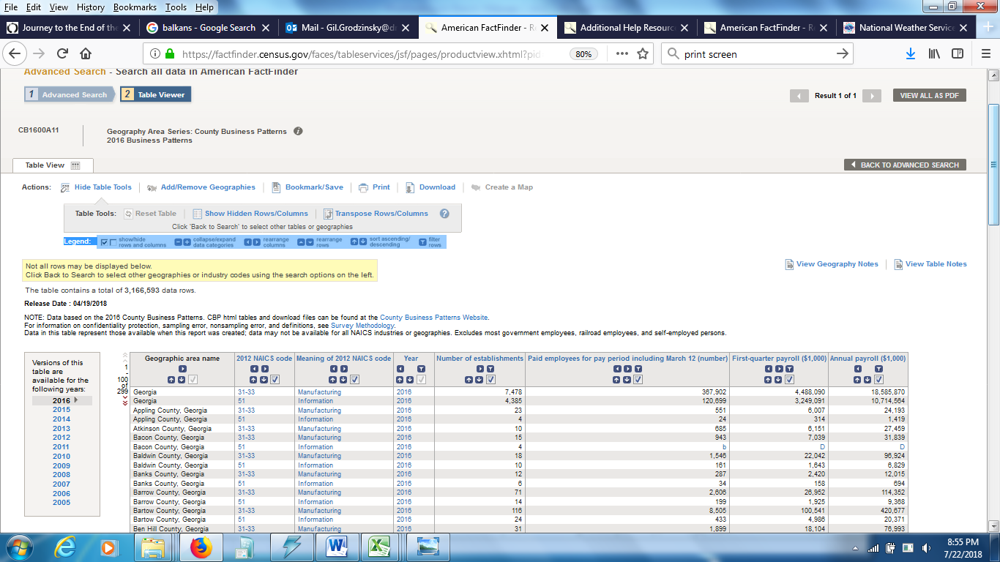 File Edit View History Bookmarks Tools Help
Journey to the End of the
balkans - Google Search
Mail - Gil.Grodzinsky@d
American FactFinder - R
Additional Help Resourc
American FactFinder - R
National Weather Service
https://factfinder.census.gov/faces/tableservices/jsf/pages/productview.xhtml?pid 80% print screen
Advanced Search - Search all data in American FactFinder
1 Advanced Search 2 Table Viewer
Result 1 of 1 VIEW ALL AS PDF
CB1600A11 Geography Area Series: County Business Patterns
2016 Business Patterns
Table View BACK TO ADVANCED SEARCH
Actions: Hide Table Tools Add/Remove Geographies Bookmark/Save Print Download Create a Map
Table Tools: Reset Table Show Hidden Rows/Columns Transpose Rows/Columns ?
Click 'Back to Search' to select other tables or geographies
Legend: show/hide rows and columns collapse/expand data categories rearrange columns rearrange rows sort ascending/descending filter rows
Not all rows may be displayed below.
Click Back to Search to select other geographies or industry codes using the search options on the left.
View Geography Notes View Table Notes
The table contains a total of 3,166,593 data rows.
Release Date : 04/19/2018
NOTE: Data based on the 2016 County Business Patterns. CBP html tables and download files can be found at the County Business Patterns Website.
For information on confidentiality protection, sampling error, nonsampling error, and definitions, see Survey Methodology.
Data in this table represent those available when this report was created; data may not be available for all NAICS industries or geographies. Excludes most government employees, railroad employees, and self-employed persons.
Versions of this
table are
available for the
following years:
2016
2015
2014
2013
2012
2011
2010
2009
2008
2007
2006
2005
1
-
100
of
299
Geographic area name 2012 NAICS code Meaning of 2012 NAICS code Year Number of establishments Paid employees for pay period including March 12 (number) First-quarter payroll ($1,000) Annual payroll ($1,000)
Georgia 31-33 Manufacturing 2016 7,478 367,902 4,488,090 18,585,870
Georgia 51 Information 2016 4,385 120,699 3,249,091 10,714,564
Appling County, Georgia 31-33 Manufacturing 2016 23 551 6,007 24,193
Appling County, Georgia 51 Information 2016 4 24 314 1,419
Atkinson County, Georgia 31-33 Manufacturing 2016 10 685 6,151 27,459
Bacon County, Georgia 31-33 Manufacturing 2016 15 943 7,039 31,839
Bacon County, Georgia 51 Information 2016 4 b D D
Baldwin County, Georgia 31-33 Manufacturing 2016 18 1,546 22,042 96,924
Baldwin County, Georgia 51 Information 2016 10 161 1,643 6,829
Banks County, Georgia 31-33 Manufacturing 2016 12 287 2,420 12,015
Banks County, Georgia 51 Information 2016 6 34 158 694
Barrow County, Georgia 31-33 Manufacturing 2016 71 2,606 26,952 114,352
Barrow County, Georgia 51 Information 2016 14 199 1,925 9,368
Bartow County, Georgia 31-33 Manufacturing 2016 116 8,505 100,541 420,677
Bartow County, Georgia 51 Information 2016 24 433 4,986 20,371
Ben Hill County, Georgia 31-33 Manufacturing 2016 31 1,899 18,104 76,993
8:55 PM
7/22/2018